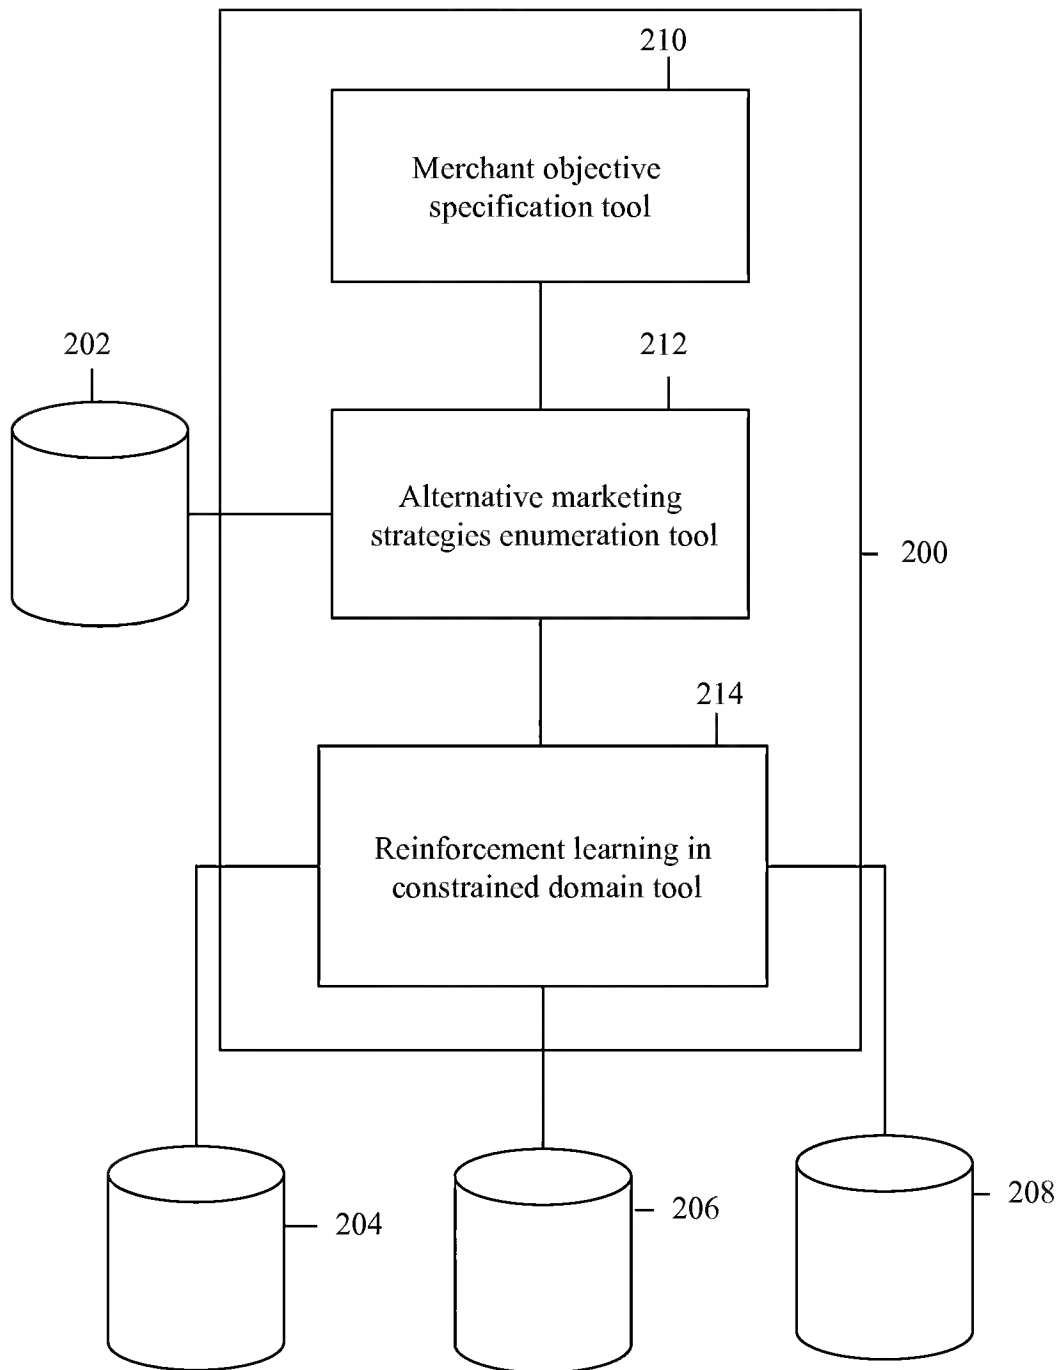 210
Merchant objective
specification tool
202
212
Alternative marketing
strategies enumeration tool
200
214
Reinforcement learning in
constrained domain tool
204
206
208